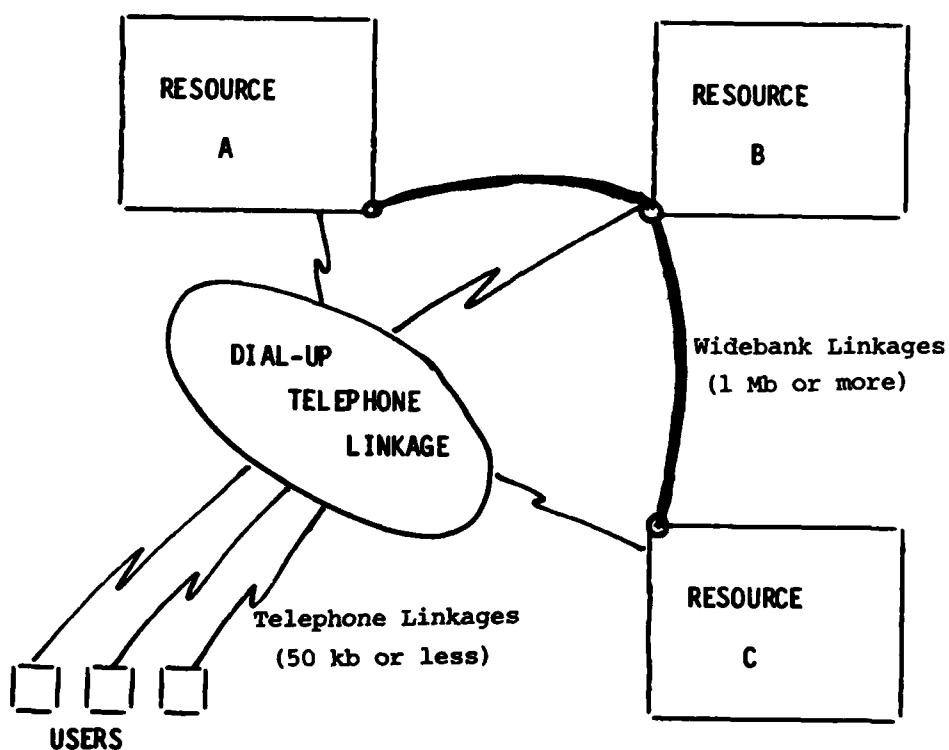 RESOURCE
A
RESOURCE
B
DIAL-UP
TELEPHONE
LINKAGE
Widebank Linkages
(1 Mb or more)
Telephone Linkages
(50 kb or less)
RESOURCE
C
USERS